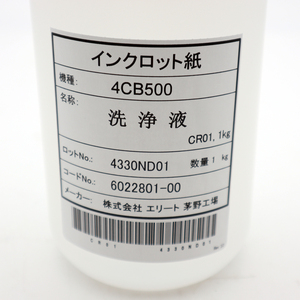 インクロット紙
機種: 4CB500
名称:
洗浄液
CR01, 1kg
ロットNo.: 4330ND01 数量 1 kg
コードNo.: 6022801-00
メーカー: 株式会社 エリート 茅野工場
CR01 4330ND01